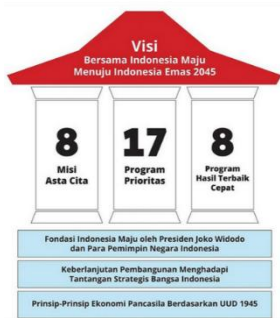 Visi
Bersama Indonesia Maju
Menuju Indonesia Emas 2045
8
Misi
Asta Cita
17
Program
Prioritas
8
Program
Hasil Terbaik
Cepat
Fondasi Indonesia Maju oleh Presiden Joko Widodo
dan Para Pemimpin Negara Indonesia
Keberlanjutan Pembangunan Menghadapi
Tantangan Strategis Bangsa Indonesia
Prinsip-Prinsip Ekonomi Pancasila Berdasarkan UUD 1945